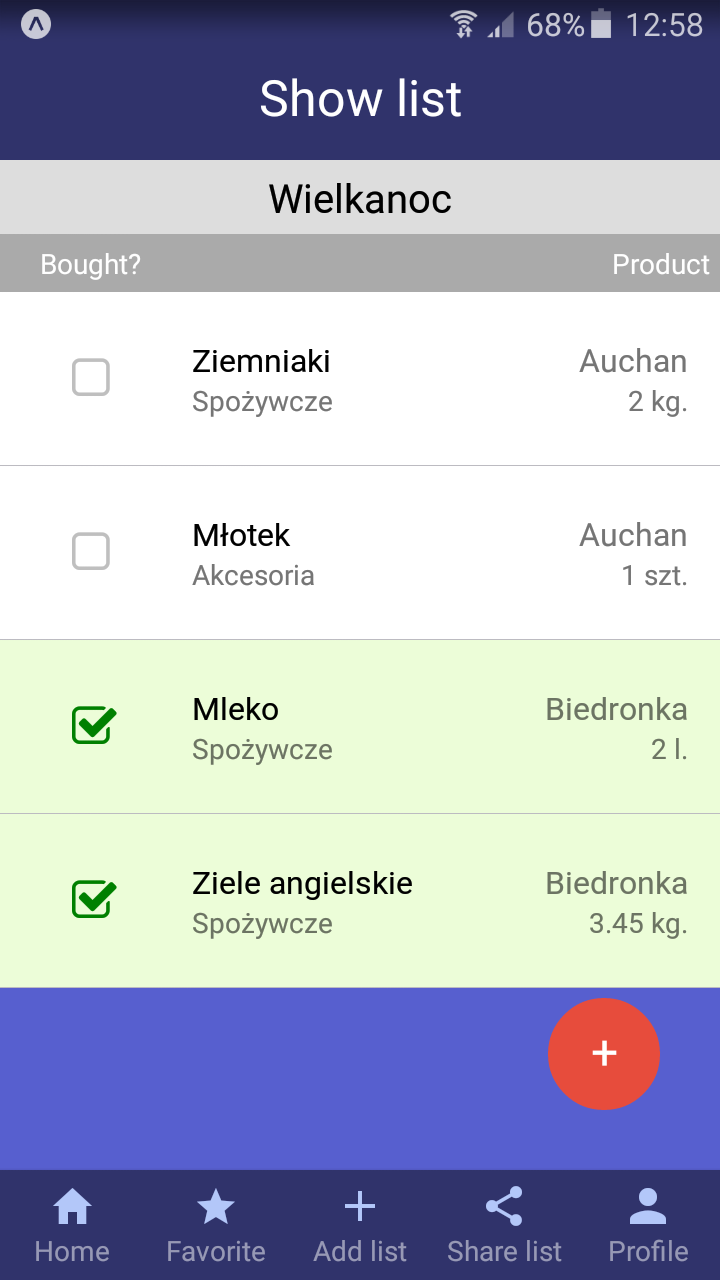 68% 12:58
Show list
Wielkanoc
Bought? Product
Ziemniaki Auchan
Spożywcze 2 kg.
Młotek Auchan
Akcesoria 1 szt.
Mleko Biedronka
Spożywcze 2 l.
Ziele angielskie Biedronka
Spożywcze 3.45 kg.
+
Home Favorite Add list Share list Profile